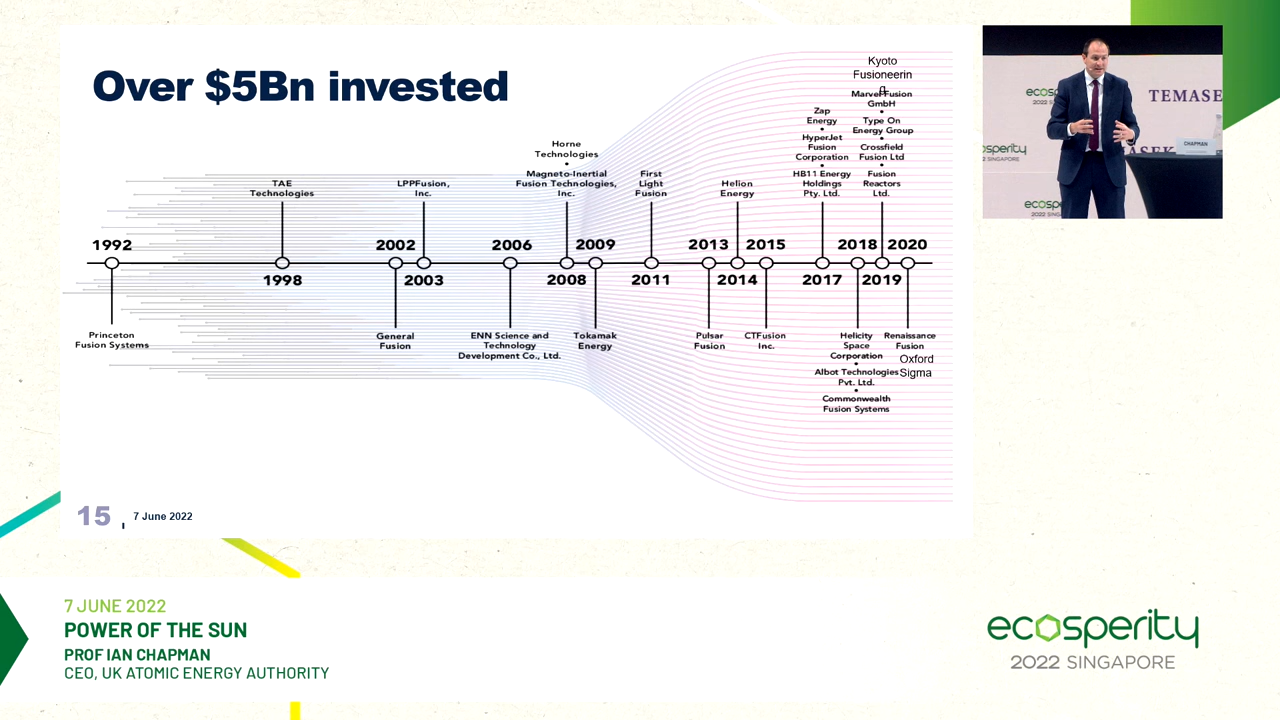 Over $5Bn invested
Kyoto
Fusioneerin
g
Marvel Fusion
GmbH
•
Type One
Energy Group
•
Crossfield
Fusion Ltd
•
Fusion
Reactors
Ltd.
Zap
Energy
•
HyperJet
Fusion
Corporation
•
HB11 Energy
Holdings
Pty. Ltd.
Horne
Technologies
•
Magneto-Inertial
Fusion Technologies,
Inc.
TAE
Technologies
LPPFusion,
Inc.
First
Light
Fusion
Helion
Energy
1992
2002
2006
2009
2013
2015
2018
2020
1998
2003
2008
2011
2014
2017
2019
Princeton
Fusion Systems
General
Fusion
ENN Science and
Technology
Development Co., Ltd.
Tokamak
Energy
Pulsar
Fusion
CTFusion
Inc.
Helicity
Space
Corporation
•
Albot Technologies
Pvt. Ltd.
•
Commonwealth
Fusion Systems
Renaissance
Fusion
Oxford
Sigma
15
7 June 2022
TEMASE
CHAPMAN
ASEK
ecosperity
2022 SINGAPORE
7 JUNE 2022
POWER OF THE SUN
PROF IAN CHAPMAN
CEO, UK ATOMIC ENERGY AUTHORITY